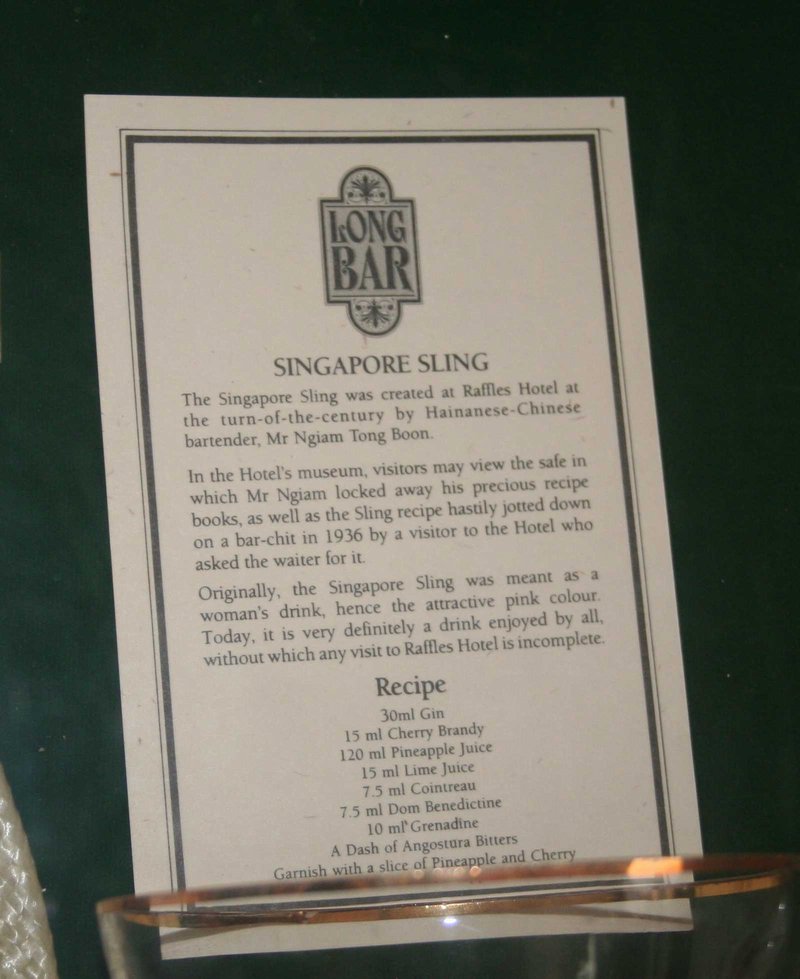 LONG
BAR
SINGAPORE SLING
The Singapore Sling was created at Raffles Hotel at
the turn-of-the-century by Hainanese-Chinese
bartender, Mr Ngiam Tong Boon.
In the Hotel's museum, visitors may view the safe in
which Mr Ngiam locked away his precious recipe
books, as well as the Sling recipe hastily jotted down
on a bar-chit in 1936 by a visitor to the Hotel who
asked the waiter for it.
Originally, the Singapore Sling was meant as a
woman's drink, hence the attractive pink colour.
Today, it is very definitely a drink enjoyed by all,
without which any visit to Raffles Hotel is incomplete.
Recipe
30ml Gin
15 ml Cherry Brandy
120 ml Pineapple Juice
15 ml Lime Juice
7.5 ml Cointreau
7.5 ml Dom Benedictine
10 ml Grenadine
A Dash of Angostura Bitters
Garnish with a slice of Pineapple and Cherry